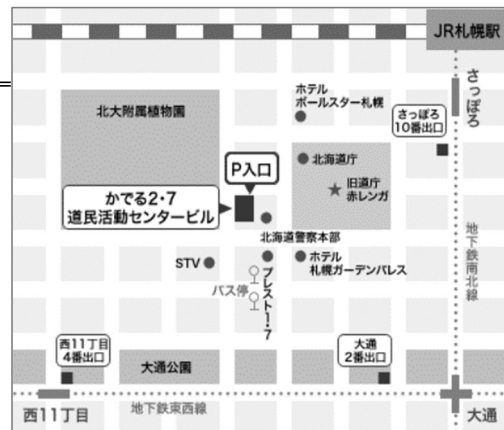 JR札幌駅
さっぽろ
ホテル
ポールスター札幌
さっぽろ
10番出口
北大附属植物園
P入口
北海道庁
旧道庁
赤レンガ
かでる2・7
道民活動センタービル
北海道警察本部
地下鉄南北線
STV
ホテル
札幌ガーデンパレス
バス停
プレスト1・7
西11丁目
4番出口
大通公園
大通
2番出口
西11丁目
地下鉄東西線
大通